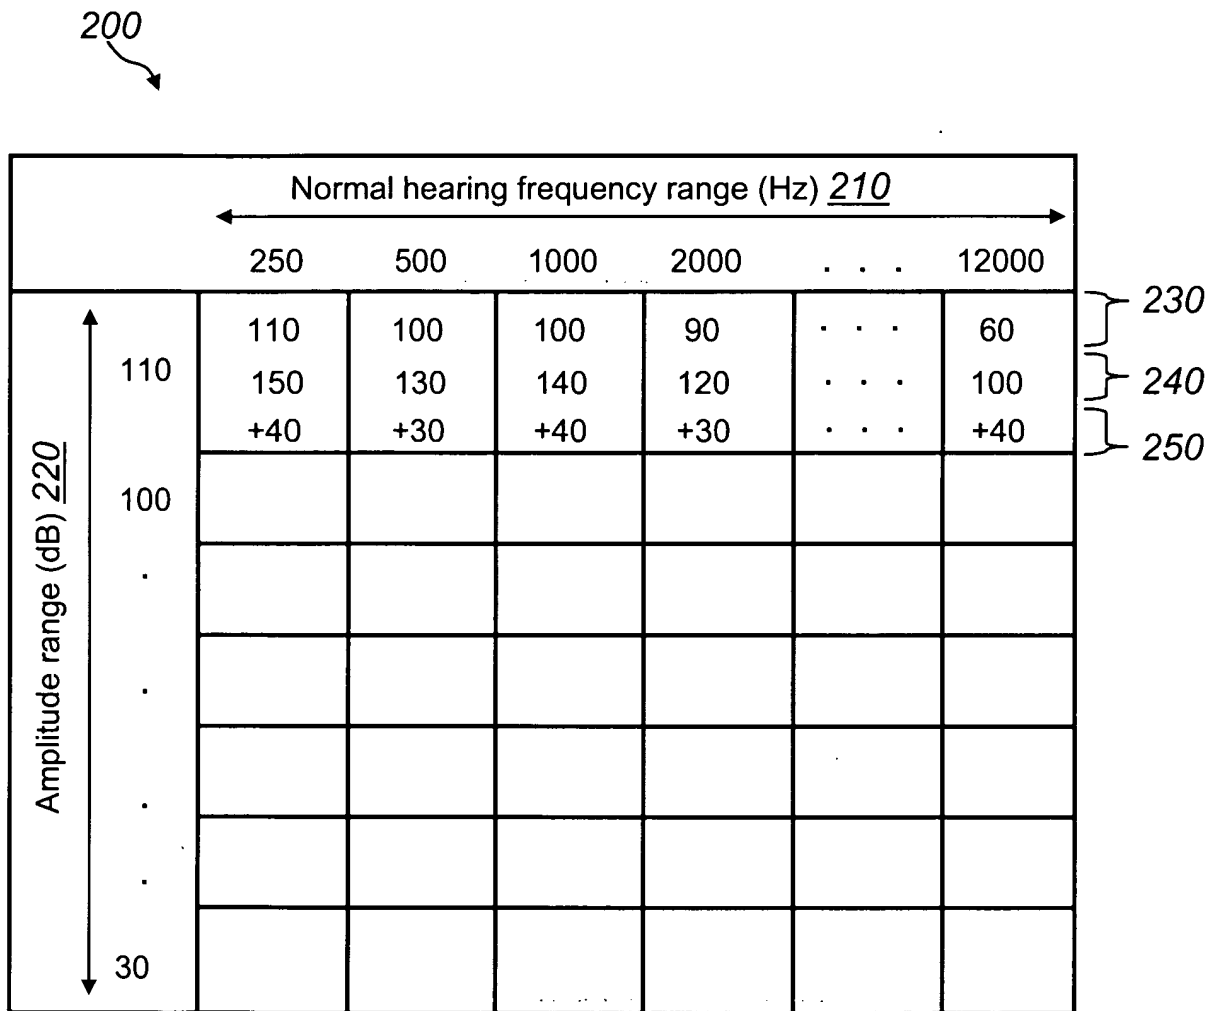 200
Normal hearing frequency range (Hz) 210
250 500 1000 2000 . . . 12000
110 100 100 90 . . . 60 230
110
150 130 140 120 . . . 100 240
+40 +30 +40 +30 . . . +40 250
100
.
.
.
.
30
Amplitude range (dB) 220